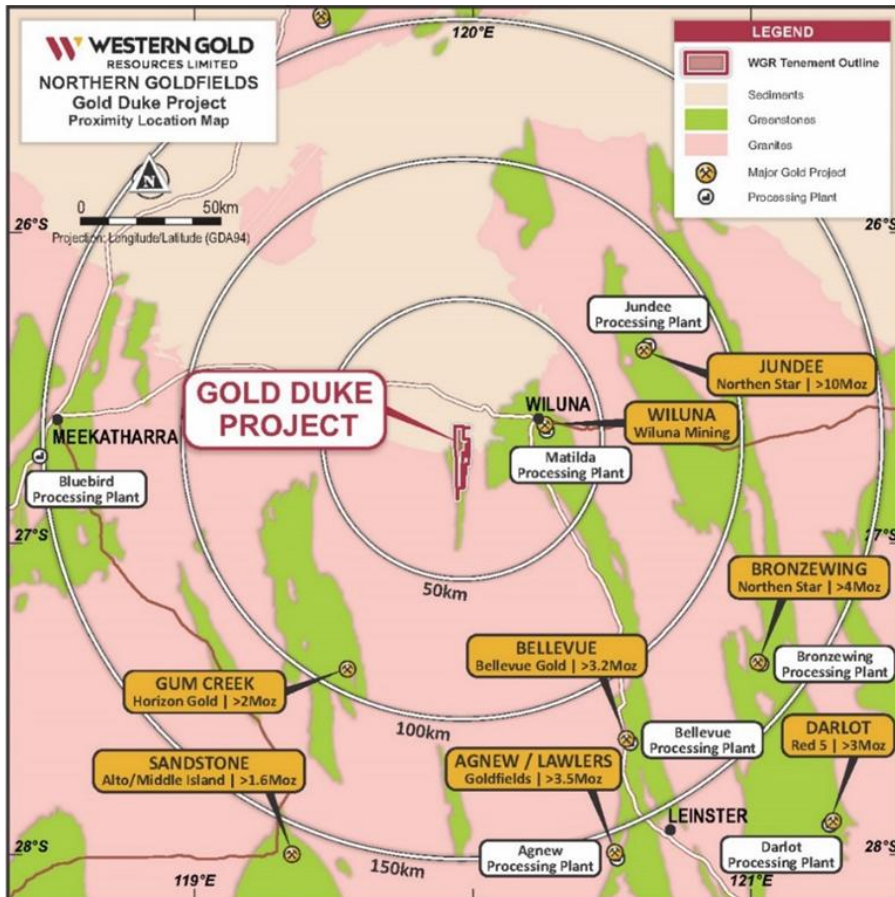 WESTERN GOLD
RESOURCES LIMITED
NORTHERN GOLDFIELDS
Gold Duke Project
Proximity Location Map
N
0 50km
Projection: Longitude/Latitude (GDA94)
120°E
LEGEND
WGR Tenement Outline
Sediments
Greenstones
Granites
Major Gold Project
Processing Plant
26°S
26°S
Jundee
Processing Plant
JUNDEE
Northen Star | >10Moz
GOLD DUKE
PROJECT
WILUNA
WILUNA
Wiluna Mining
MEEKATHARRA
Matilda
Processing Plant
Bluebird
Processing Plant
27°S
27°S
50km
BRONZEWING
Northen Star | >4Moz
BELLEVUE
Bellevue Gold | >3.2Moz
Bronzewing
Processing Plant
GUM CREEK
Horizon Gold | >2Moz
100km
Bellevue
Processing Plant
DARLOT
Red 5 | >3Moz
SANDSTONE
Alto/Middle Island | >1.6Moz
AGNEW / LAWLERS
Goldfields | >3.5Moz
LEINSTER
28°S
28°S
150km
Agnew
Processing Plant
Darlot
Processing Plant
119°E
121°E